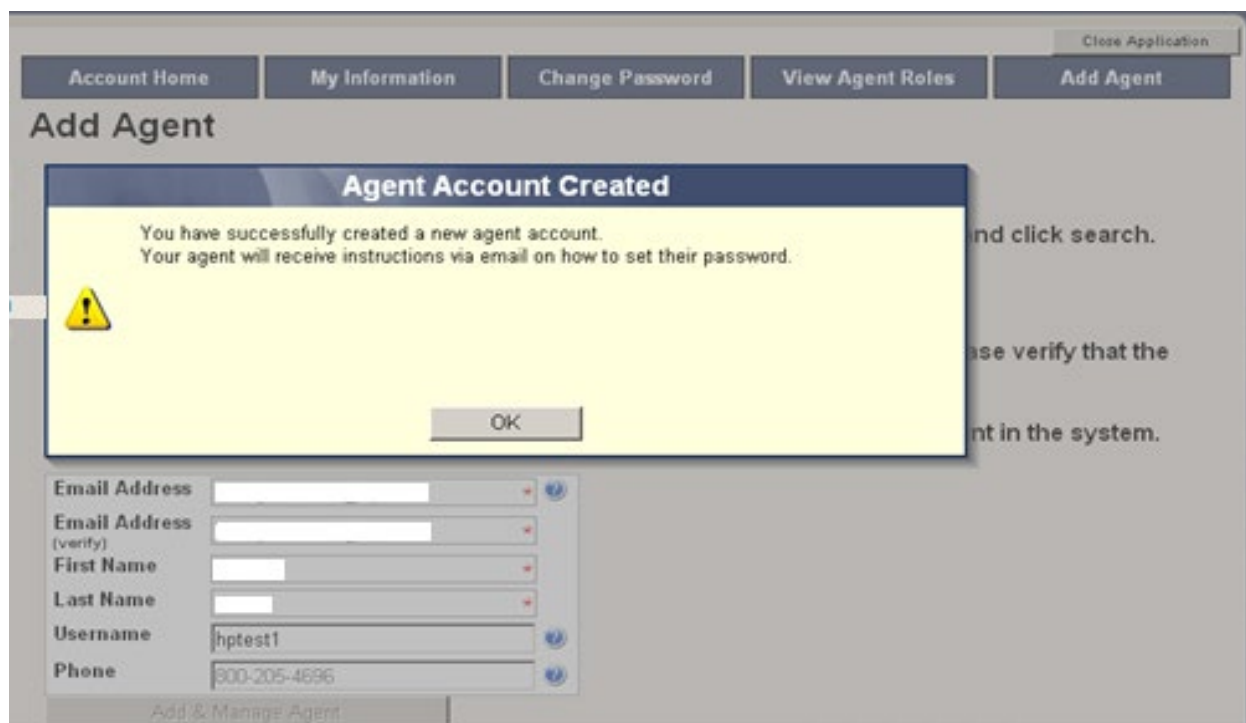 Close Application
Account Home My Information Change Password View Agent Roles Add Agent
Add Agent
Agent Account Created
You have successfully created a new agent account.
Your agent will receive instructions via email on how to set their password.
nd click search.
ase verify that the
OK
nt in the system.
Email Address *
Email Address *
(verify)
First Name *
Last Name *
Username hptest1
Phone 800-205-4696
Add & Manage Agent